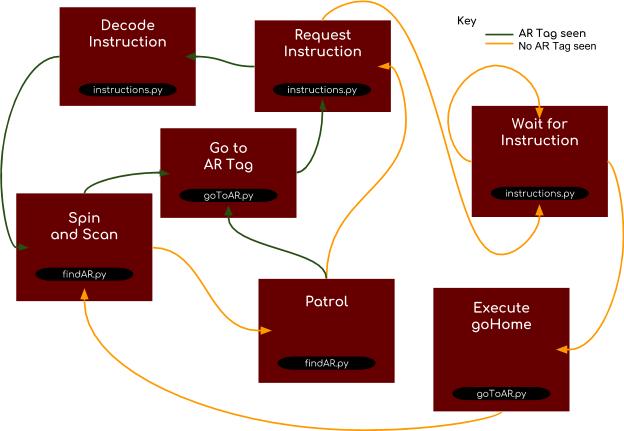 Decode
Instruction
instructions.py
Request
Instruction
instructions.py
Key
AR Tag seen
No AR Tag seen
Wait for
Instruction
instructions.py
Go to
AR Tag
goToAR.py
Spin
and Scan
findAR.py
Patrol
findAR.py
Execute
goHome
goToAR.py